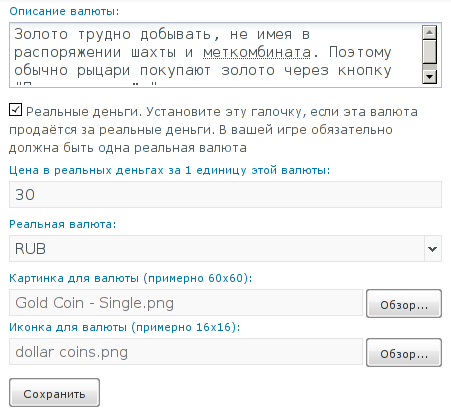 Описание валюты:
Золото трудно добывать, не имея в
распоряжении шахты и меткомбината. Поэтому
обычно рыцари покупают золото через кнопку
Реальные деньги. Установите эту галочку, если эта валюта
продаётся за реальные деньги. В вашей игре обязательно
должна быть одна реальная валюта
Цена в реальных деньгах за 1 единицу этой валюты:
30
Реальная валюта:
RUB
Картинка для валюты (примерно 60x60):
Gold Coin - Single.png
Обзор...
Иконка для валюты (примерно 16x16):
dollar coins.png
Обзор...
Сохранить